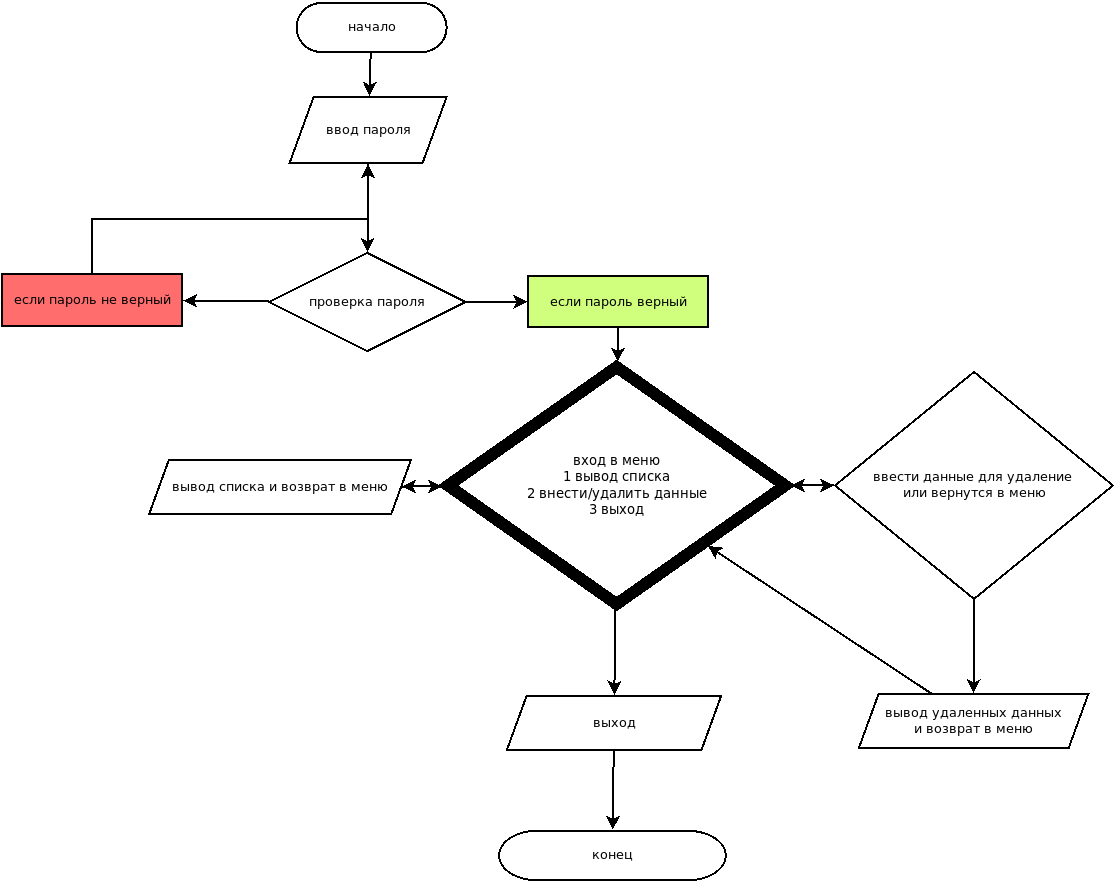 начало
ввод пароля
если пароль не верный
проверка пароля
если пароль верный
вход в меню
1 вывод списка
2 внести/удалить данные
3 выход
вывод списка и возврат в меню
ввести данные для удаление
или вернутся в меню
выход
вывод удаленных данных
и возврат в меню
конец